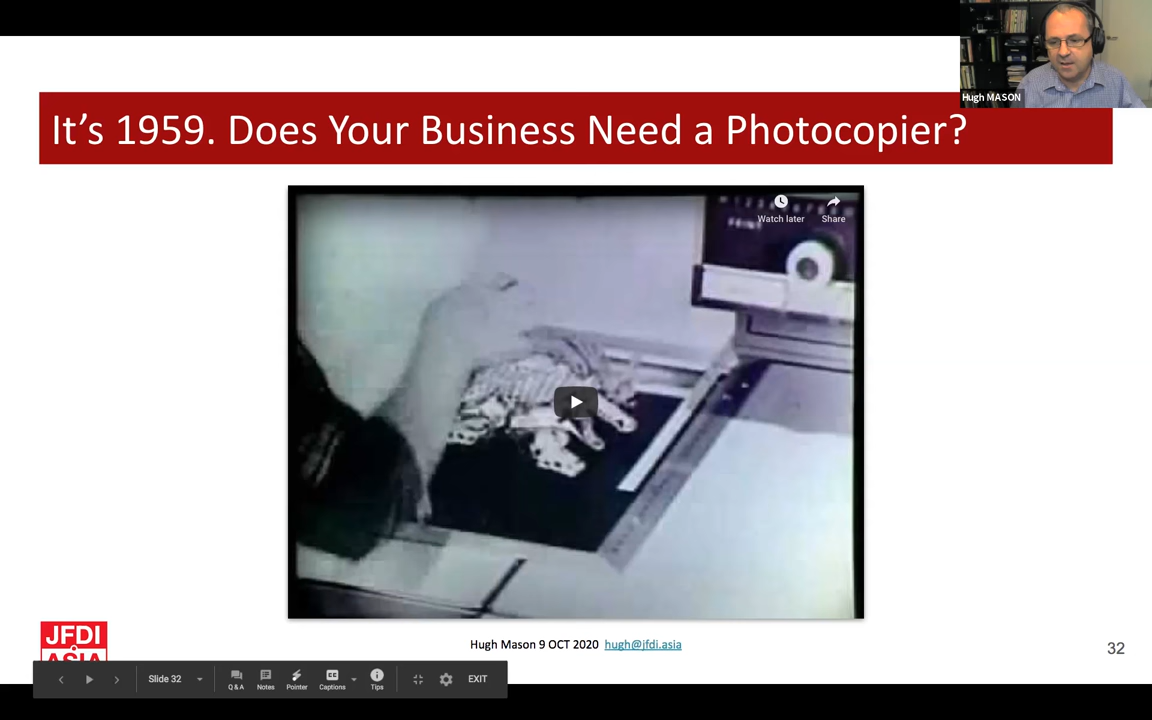 Hugh MASON
It's 1959. Does Your Business Need a Photocopier?
Watch later
Share
PRINT
Hugh Mason 9 OCT 2020 hugh@jfdi.asia
32
JFDI
ASIA
Slide 32
Q & A
Notes
Pointer
Captions
Tips
EXIT